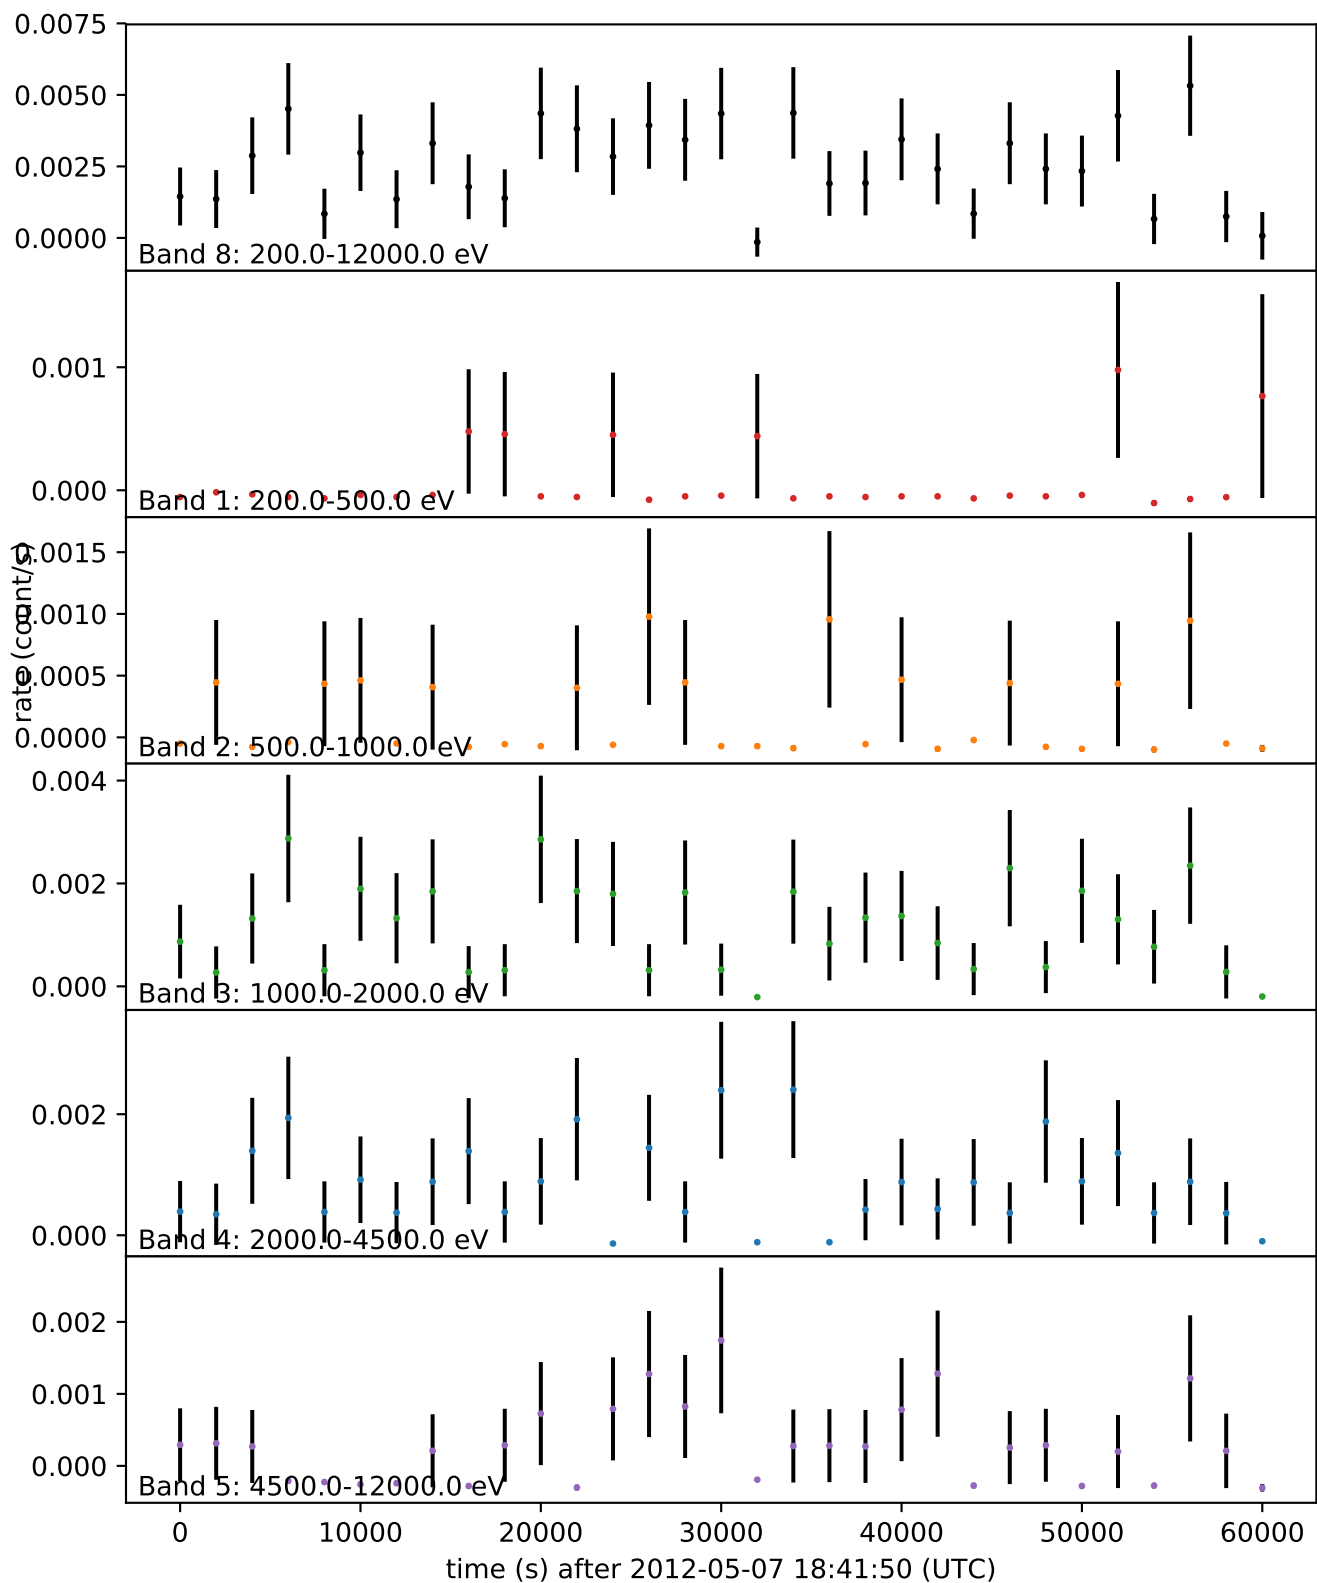 0.0075
0.0050
0.0025
0.0000
Band 8: 200.0-12000.0 eV
0.001
0.000
Band 1: 200.0-500.0 eV
rate (count/s)
0.0015
0.0010
0.0005
0.0000
Band 2: 500.0-1000.0 eV
0.004
0.002
0.000
Band 3: 1000.0-2000.0 eV
0.002
0.000
Band 4: 2000.0-4500.0 eV
0.002
0.001
0.000
Band 5: 4500.0-12000.0 eV
0 10000 20000 30000 40000 50000 60000
time (s) after 2012-05-07 18:41:50 (UTC)